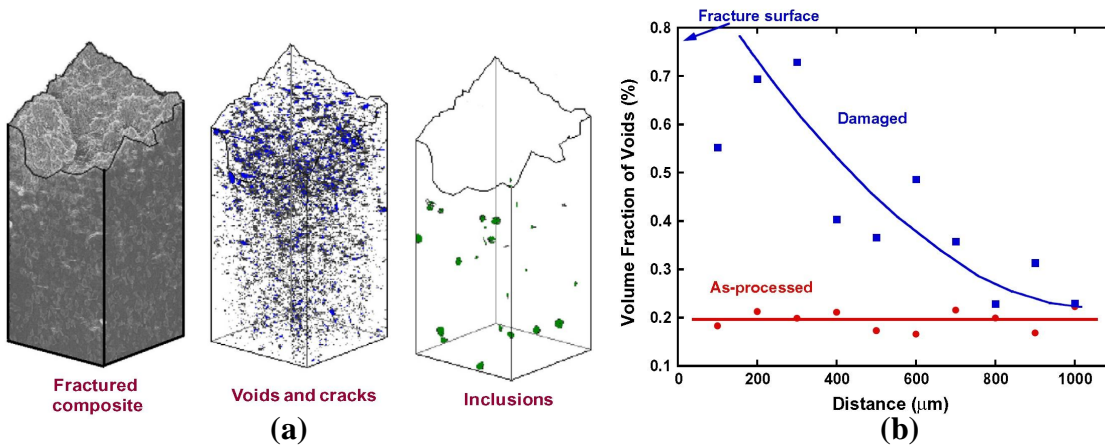 Fractured
composite
Voids and cracks
Inclusions
(a)
Fracture surface
Damaged
As-processed
Volume Fraction of Voids (%)
0.8
0.7
0.6
0.5
0.4
0.3
0.2
0.1
0 200 400 600 800 1000
Distance (μm)
(b)